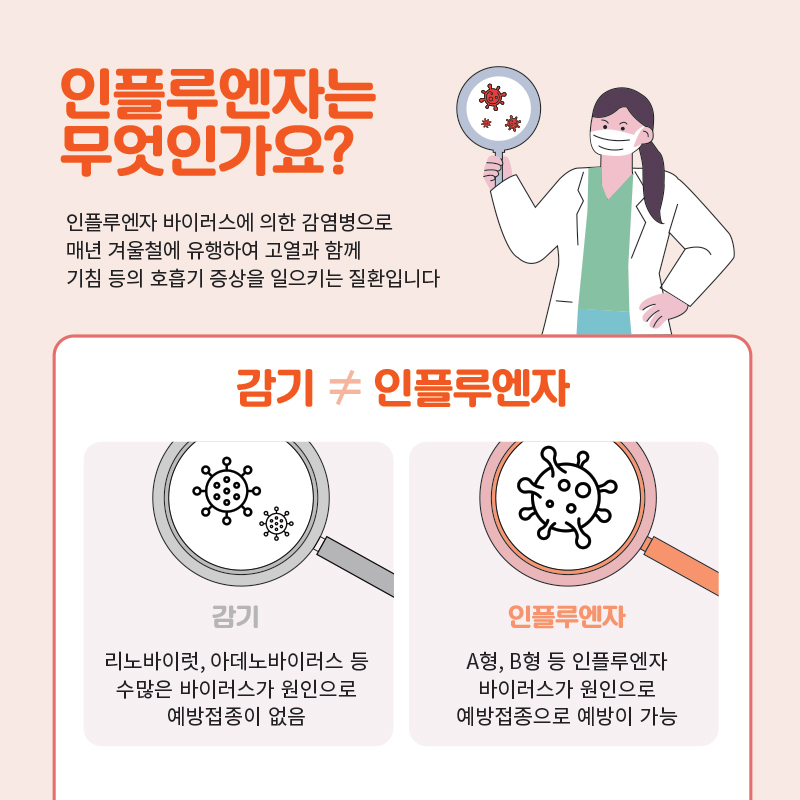 인플루엔자는
무엇인가요?
인플루엔자 바이러스에 의한 감염병으로
매년 겨울철에 유행하여 고열과 함께
기침 등의 호흡기 증상을 일으키는 질환입니다
감기 ≠ 인플루엔자
감기
리노바이럿, 아데노바이러스 등
수많은 바이러스가 원인으로
예방접종이 없음
인플루엔자
A형, B형 등 인플루엔자
바이러스가 원인으로
예방접종으로 예방이 가능